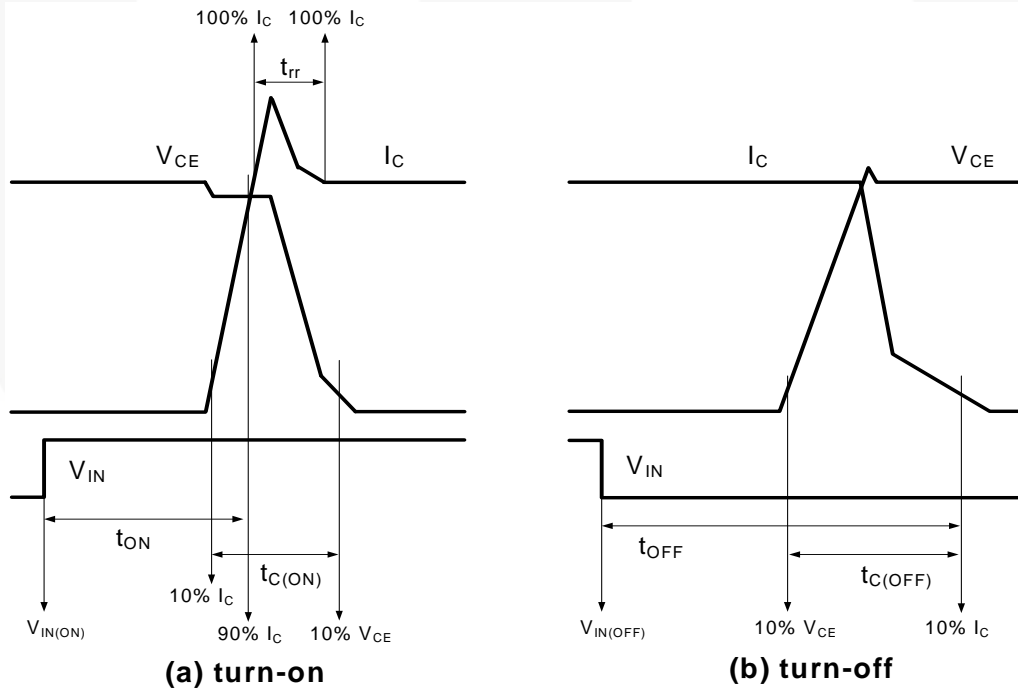 100% IC 100% IC
trr
VCE IC
VIN
tON
tC(ON)
10% IC
VIN(ON)
90% IC 10% VCE
(a) turn-on
IC VCE
VIN
tOFF
tC(OFF)
VIN(OFF) 10% VCE 10% IC
(b) turn-off